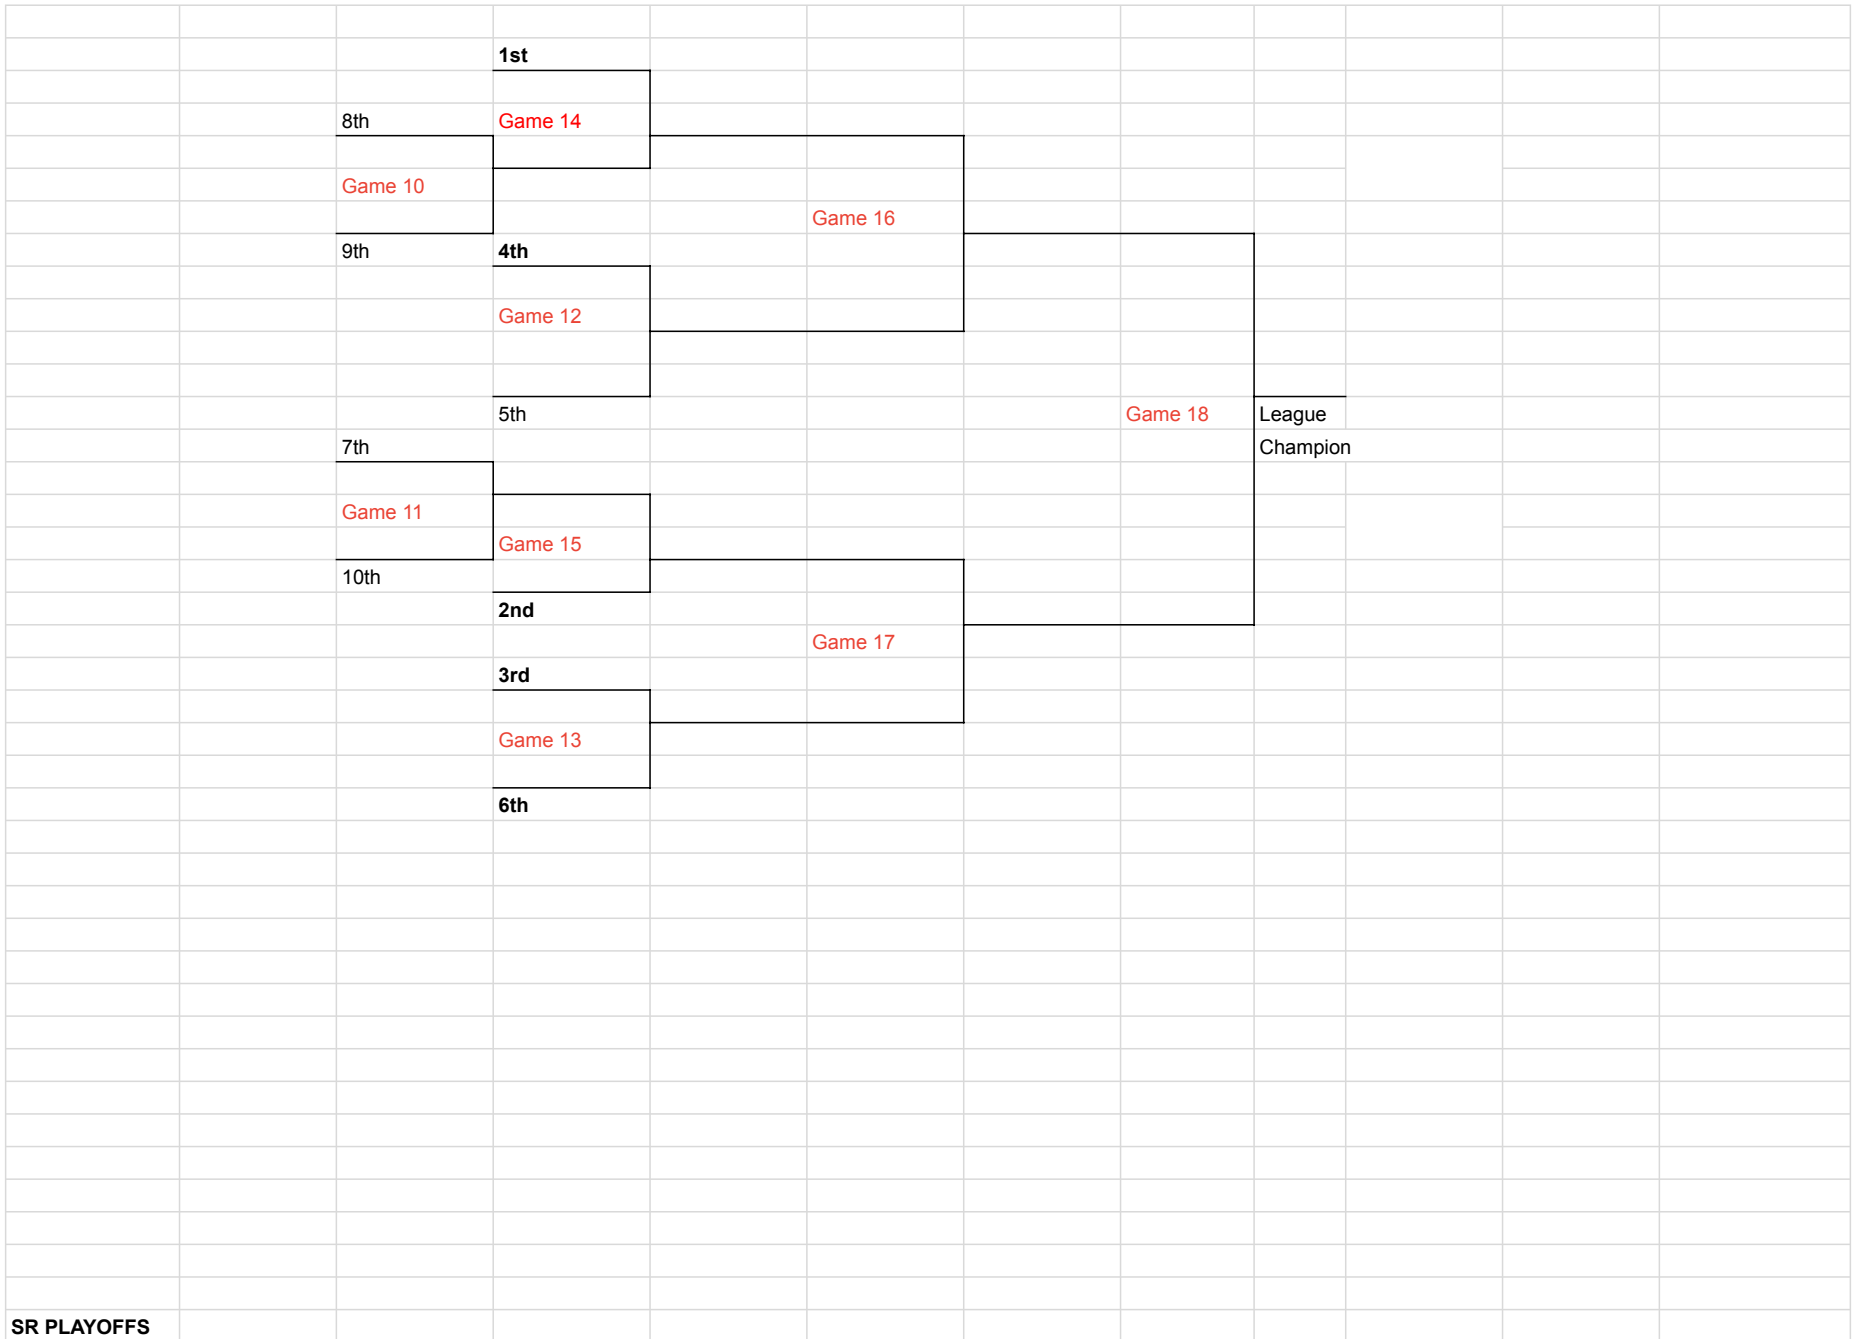 1st
8th Game 14
Game 10
Game 16
9th 4th
Game 12
5th Game 18 League
7th Champion
Game 11
Game 15
10th
2nd
Game 17
3rd
Game 13
6th
SR PLAYOFFS